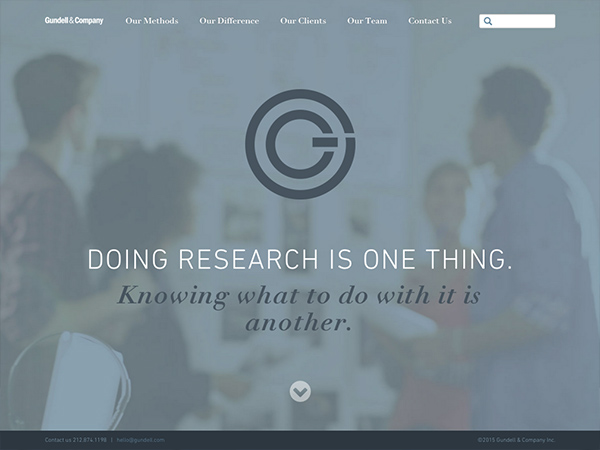 Gundell & Company Our Methods Our Difference Our Clients Our Team Contact Us
DOING RESEARCH IS ONE THING.
Knowing what to do with it is
another.
Contact us 212.874.1198 | hello@gundell.com ©2015 Gundell & Company Inc.